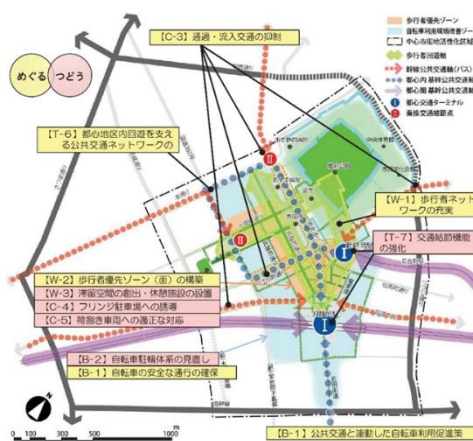 [C-3] 通過・流入交通の抑制
歩行者優先ゾーン
自転車利用環境改善ゾー
中心市街地活性化区域
歩行者回遊軸
幹線公共交通軸(バス)
都心内基幹公共交通軸
都心間基幹公共交通軸
I 都心交通ターミナル
II 乗換交通結節点
めぐる
つどう
[T-6] 都心地区内回遊を支え
る公共交通ネットワークの
II
[W-1] 歩行者ネット
ワークの充実
[T-7] 交通結節機能
の強化
II
I
[W-2] 歩行者優先ゾーン(面)の構築
[W-3] 滞留空間の創出・休憩施設の設置
[C-4] フリンジ駐車場への誘導
[C-5] 荷捌き車両への適正な対応
I
[B-2] 自転車駐輪体系の見直し
[B-1] 自転車の安全な通行の確保
[B-1] 公共交通と連動した自転車利用促進策
0
500
1000m